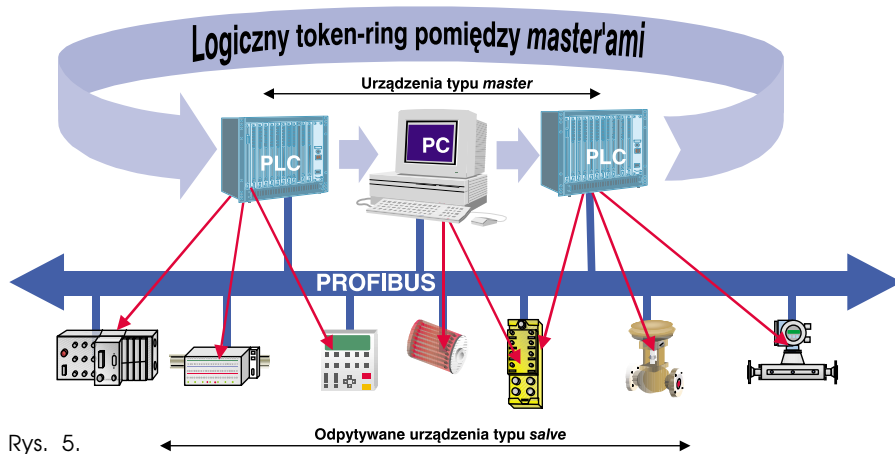 Logiczny token-ring pomiędzy master'ami
Urządzenia typu master
PLC
PC
PLC
PROFIBUS
Odpytywane urządzenia typu salve
Rys. 5.